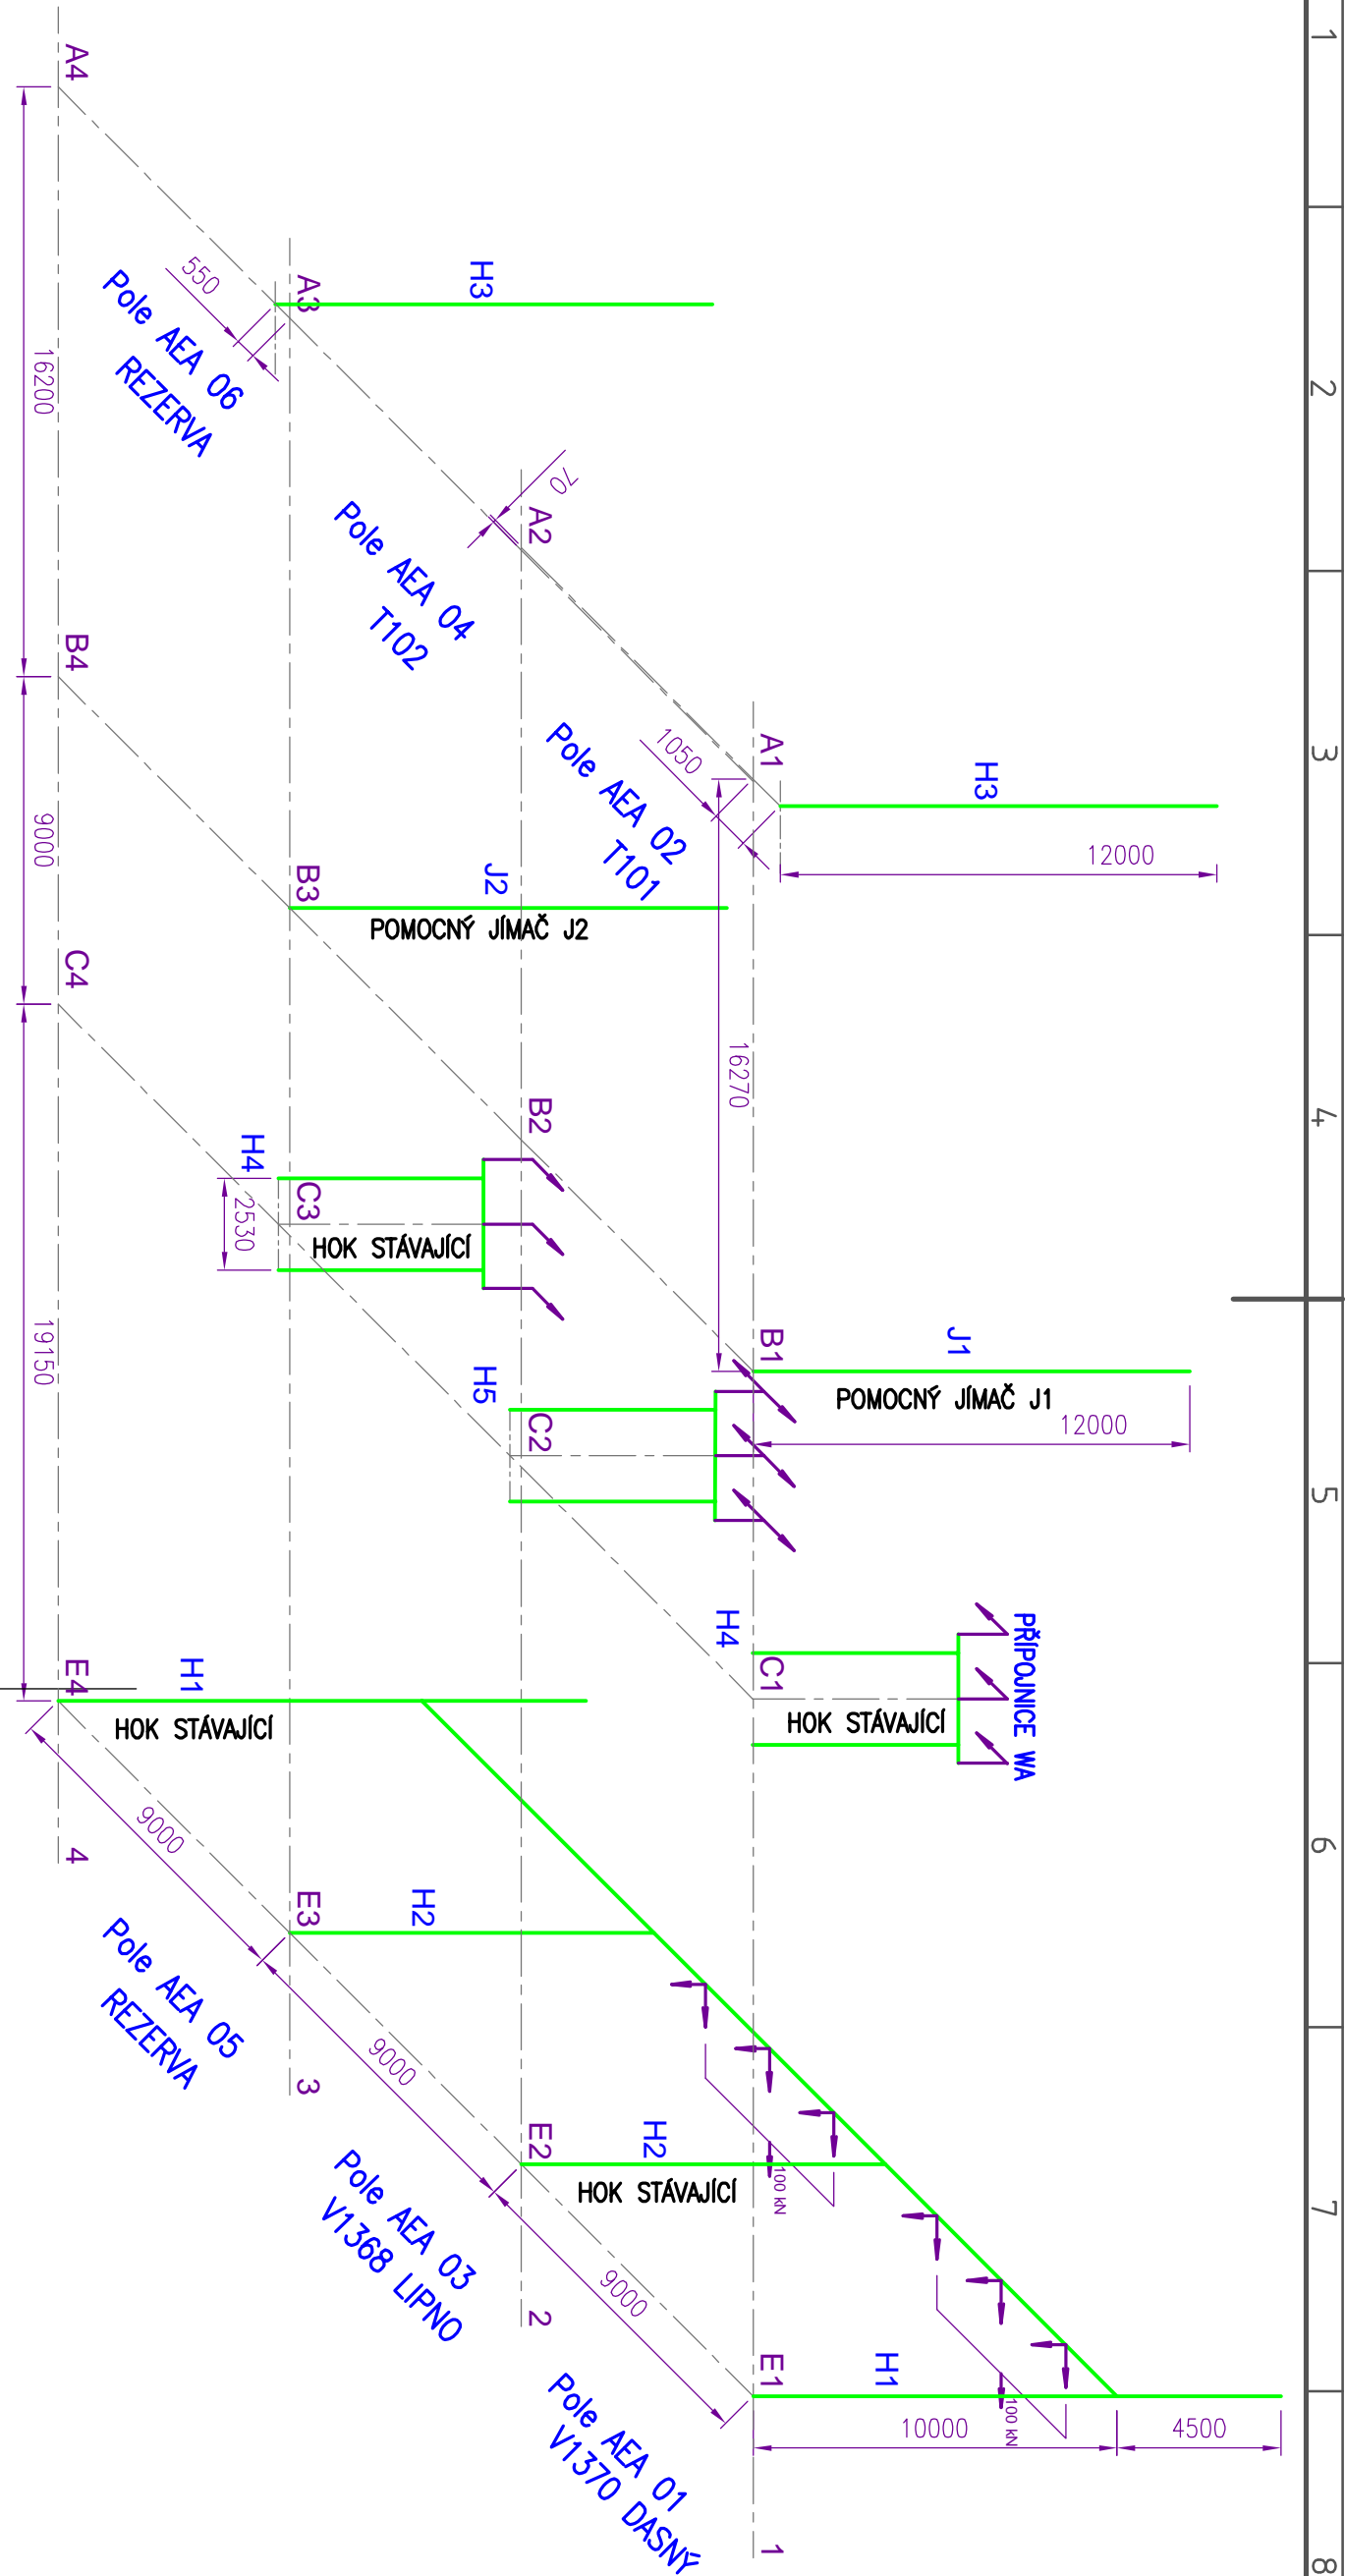 1 2 3 4 5 6 7 8
4500
12000
PŘÍPOJNICE WA
100 kN
H3
J1
12000
POMOCNÝ JÍMAČ J1
10000
H1
HOK STÁVAJÍCÍ
H4
A1
B1
C1
E1
1
100 kN
16270
1050
Pole AEA 02
T101
Pole AEA 01
V1370 DASNÝ
H2
HOK STÁVAJÍCÍ
9000
70
A2
B2
H5
C2
E2
2
H3
J2
POMOCNÝ JÍMAČ J2
Pole AEA 04
T102
Pole AEA 03
V1368 LIPNO
H2
9000
A3
B3
C3
HOK STÁVAJÍCÍ
E3
3
H4
2530
550
Pole AEA 06
REZERVA
H1
HOK STÁVAJÍCÍ
9000
Pole AEA 05
REZERVA
A4
B4
C4
E4
4
16200
9000
19150